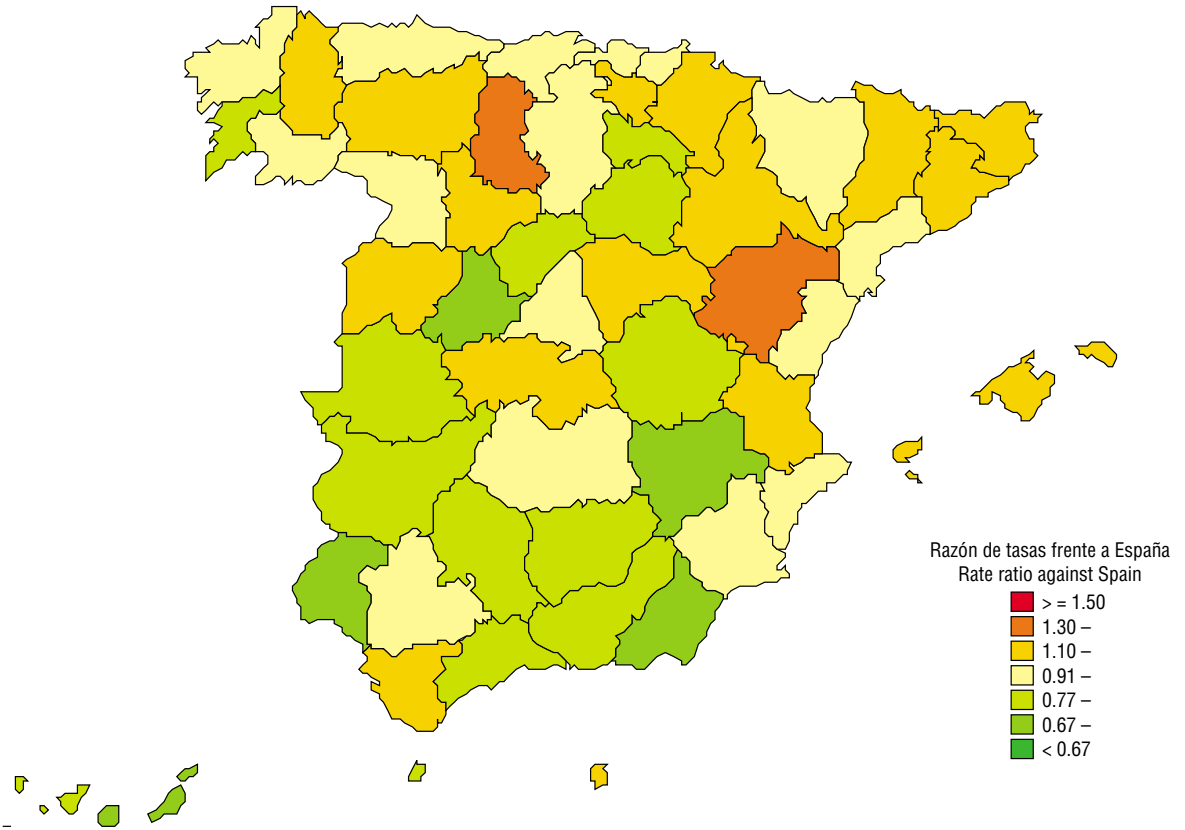 Razón de tasas frente a España
Rate ratio against Spain
> = 1.50
1.30 –
1.10 –
0.91 –
0.77 –
0.67 –
< 0.67